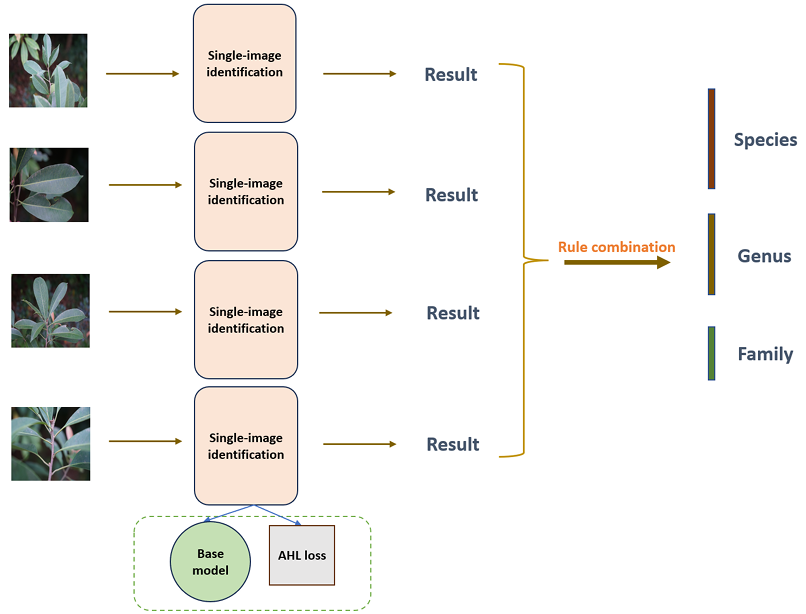 Single-image
identification
Result
Single-image
identification
Result
Single-image
identification
Result
Single-image
identification
Result
Rule combination
Species
Genus
Family
Base
model
AHL loss